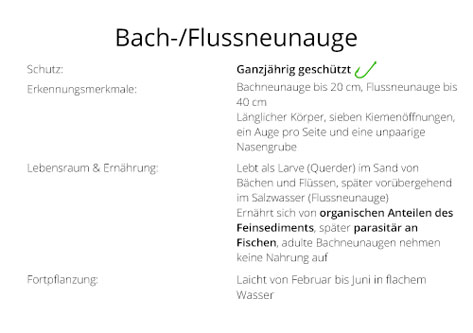 Bach-/Flussneunauge
Schutz:
Ganzjährig geschützt
Erkennungsmerkmale:
Bachneunauge bis 20 cm, Flussneunauge bis
40 cm
Länglicher Körper, sieben Kiemenöffnungen,
ein Auge pro Seite und eine unpaarige
Nasengrube
Lebensraum & Ernährung:
Lebt als Larve (Querder) im Sand von
Bächen und Flüssen, später vorübergehend
im Salzwasser (Flussneunauge)
Ernährt sich von organischen Anteilen des
Feinsediments, später parasitär an
Fischen, adulte Bachneunaugen nehmen
keine Nahrung auf
Fortpflanzung:
Laicht von Februar bis Juni in flachem
Wasser